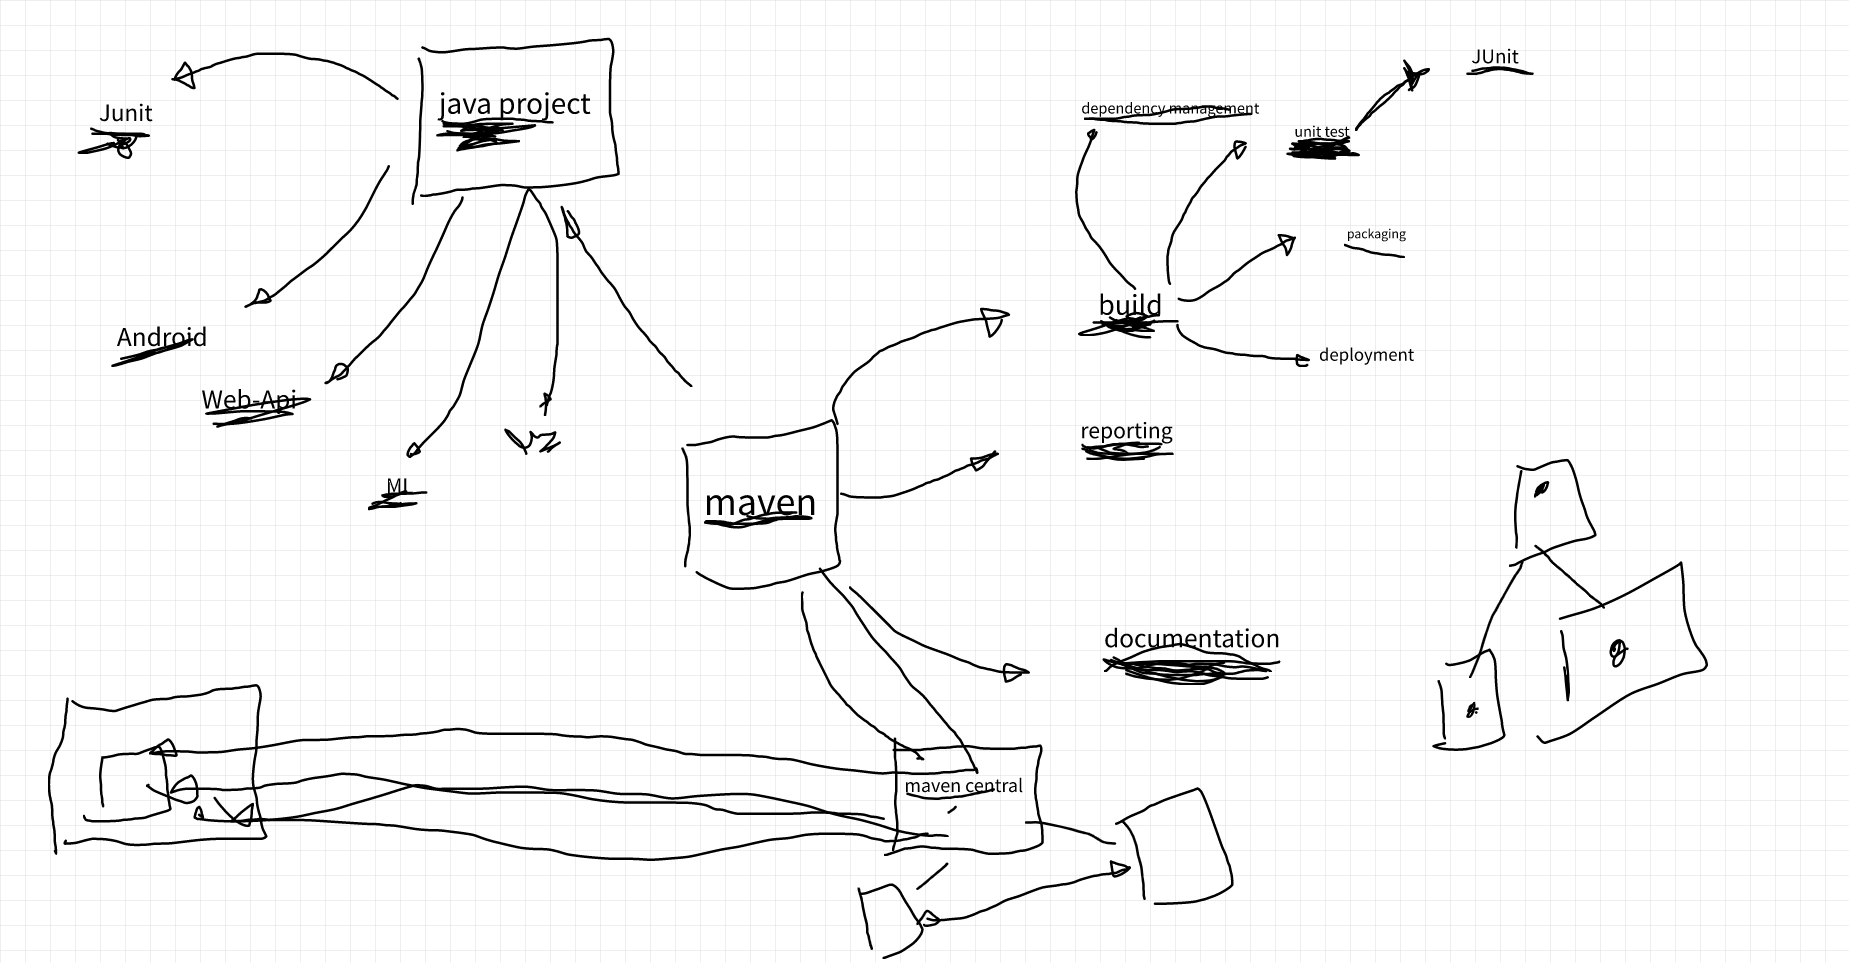 JUnit
java project
dependency management
Junit
unit test
packaging
build
Android
deployment
Web-Api
reporting
ML
maven
documentation
maven central